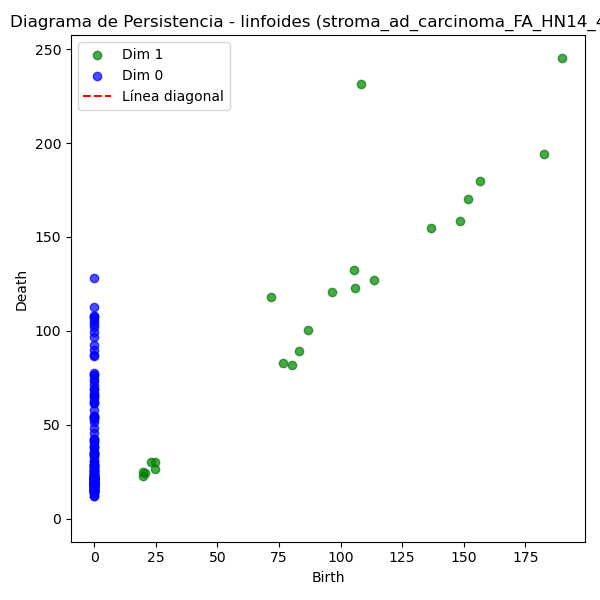 Diagrama de Persistencia - linfoides (stroma_ad_carcinoma_FA_HN14_4
Dim 1
Dim 0
Línea diagonal
250
200
150
100
50
0
Death
0
25
50
75
100
125
150
175
Birth